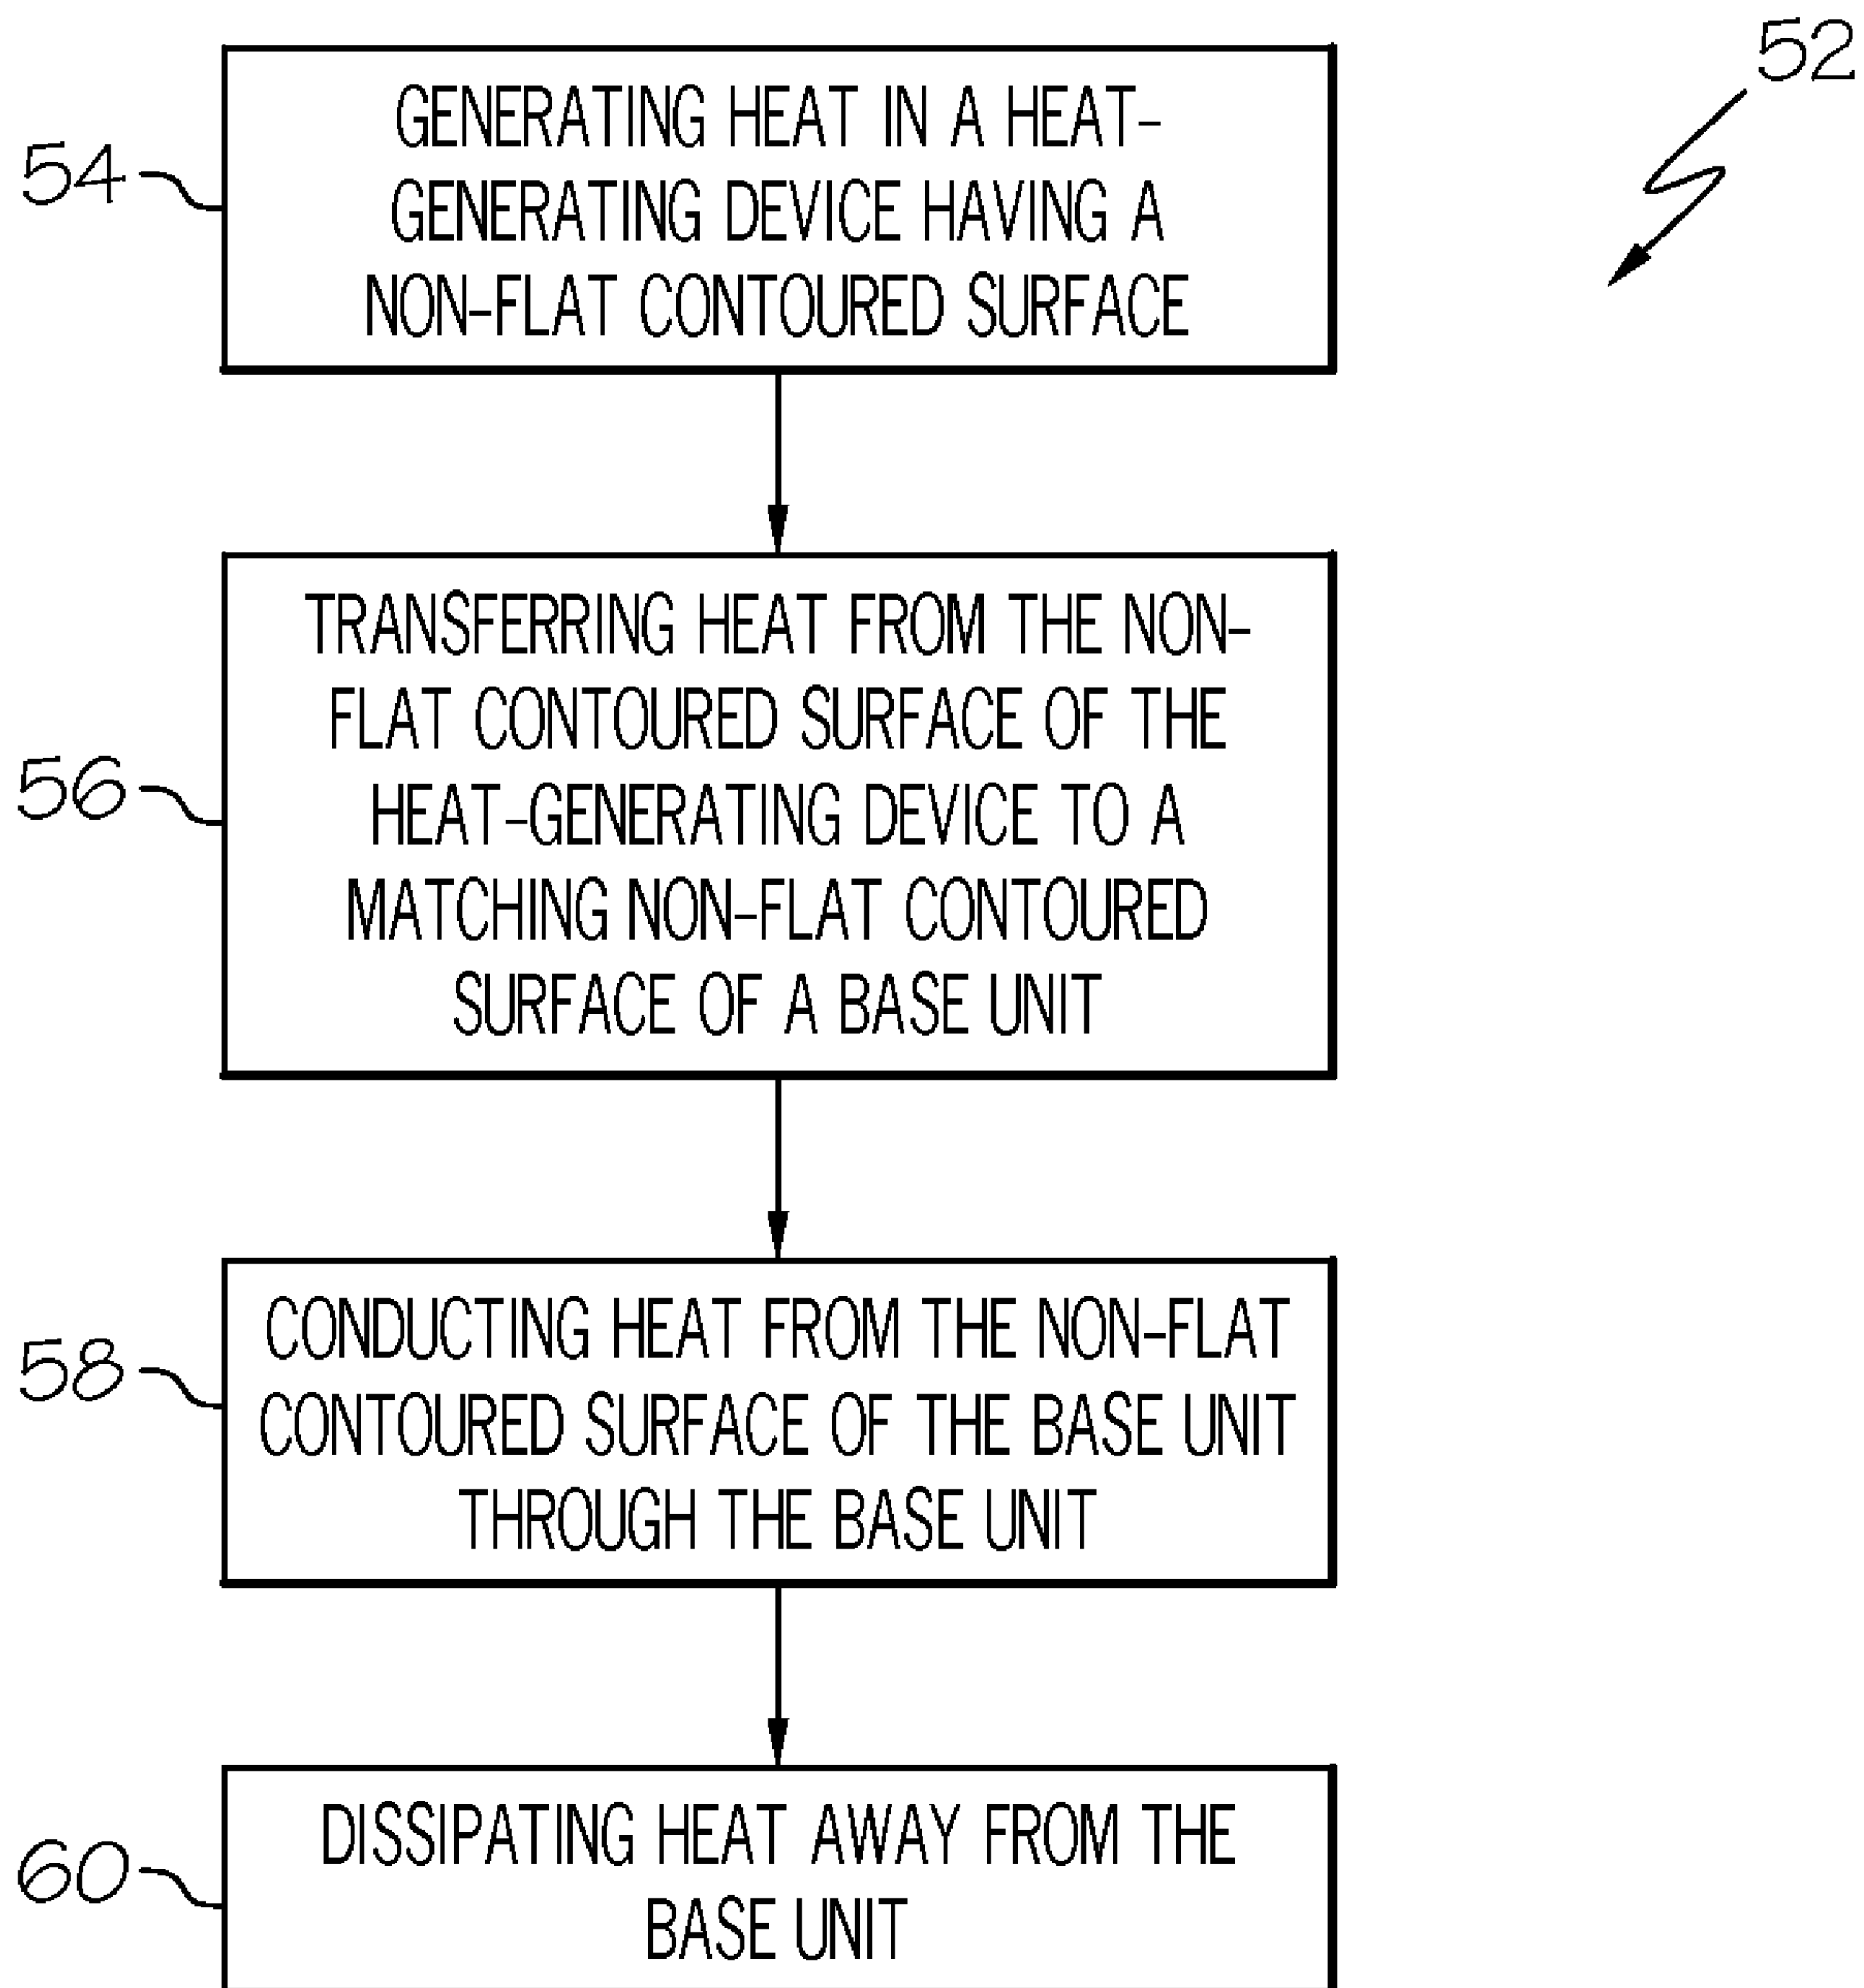 52
54
GENERATING HEAT IN A HEAT-
GENERATING DEVICE HAVING A
NON-FLAT CONTOURED SURFACE
56
TRANSFERRING HEAT FROM THE NON-
FLAT CONTOURED SURFACE OF THE
HEAT-GENERATING DEVICE TO A
MATCHING NON-FLAT CONTOURED
SURFACE OF A BASE UNIT
58
CONDUCTING HEAT FROM THE NON-FLAT
CONTOURED SURFACE OF THE BASE UNIT
THROUGH THE BASE UNIT
60
DISSIPATING HEAT AWAY FROM THE
BASE UNIT